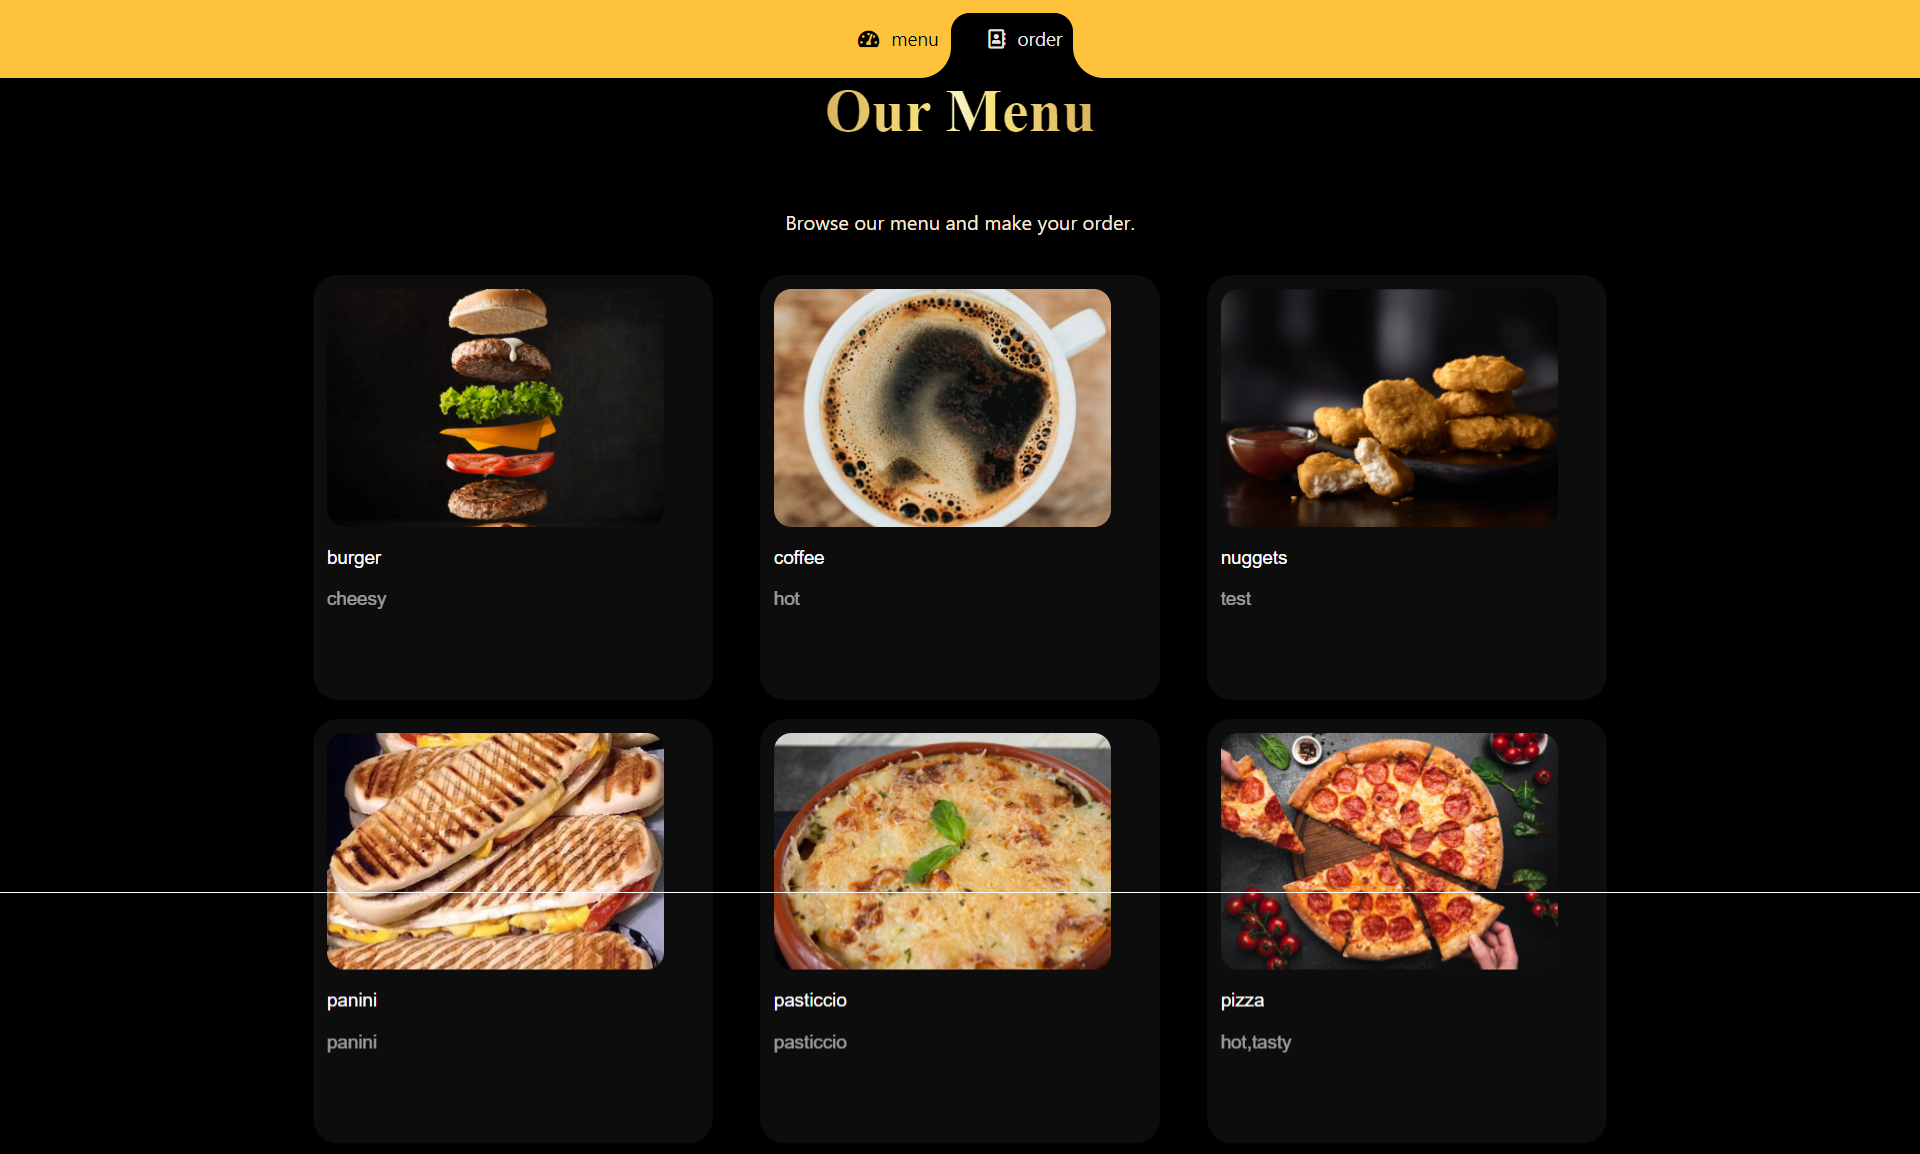 menu
order
Our Menu
Browse our menu and make your order.
burger
cheesy
coffee
hot
nuggets
test
panini
panini
pasticcio
pasticcio
pizza
hot,tasty